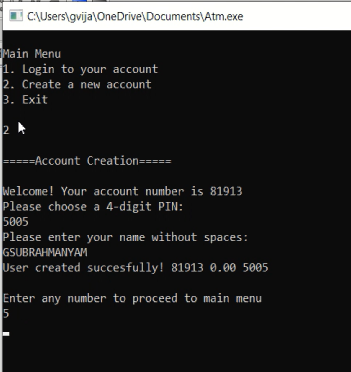 C:\Users\gvija\OneDrive\Documents\Atm.exe
Main Menu
1. Login to your account
2. Create a new account
3. Exit
2
=====Account Creation=====
Welcome! Your account number is 81913
Please choose a 4-digit PIN:
5005
Please enter your name without spaces:
GSUBRAHMANYAM
User created succesfully! 81913 0.00 5005
Enter any number to proceed to main menu
5